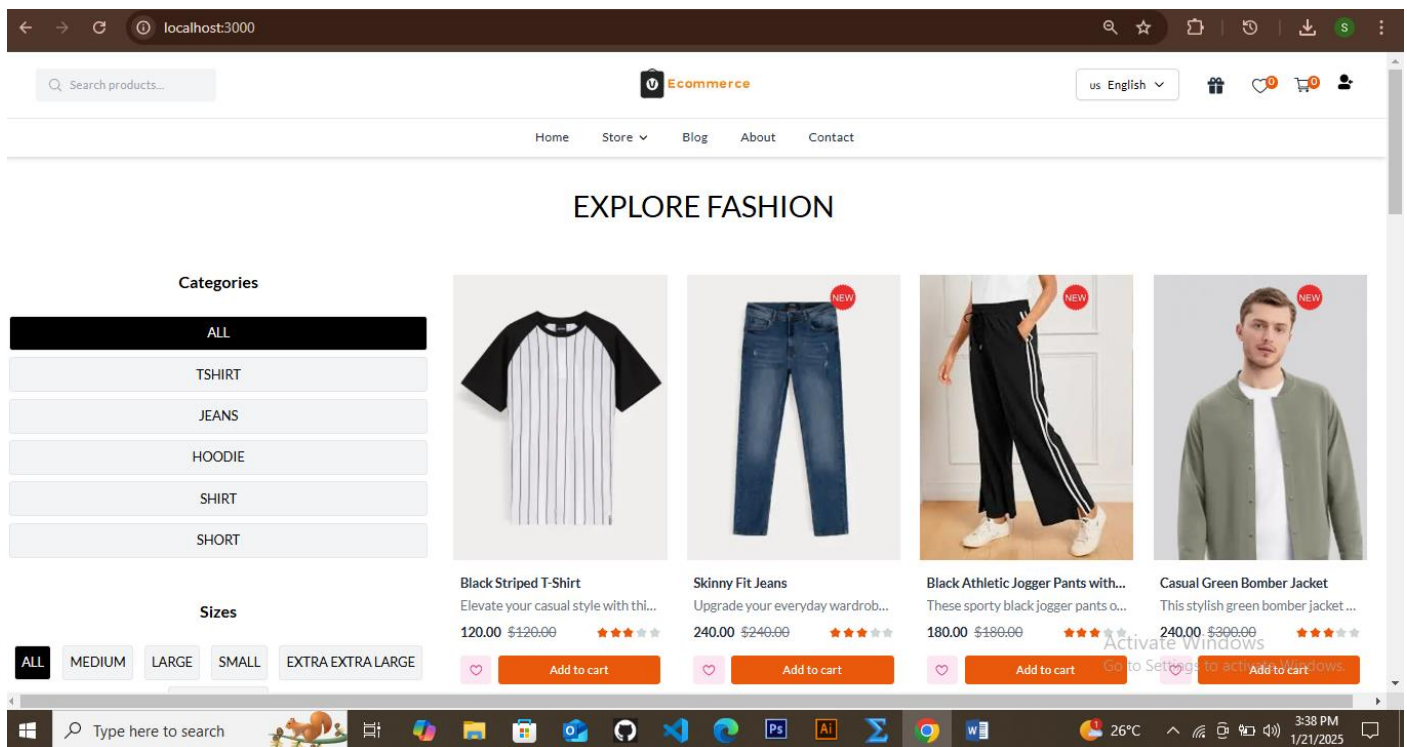 localhost:3000
S
Search products...
V Ecommerce
us English
0
0
Home Store Blog About Contact
EXPLORE FASHION
Categories
ALL
TSHIRT
JEANS
HOODIE
SHIRT
SHORT
Sizes
ALL MEDIUM LARGE SMALL EXTRA EXTRA LARGE
NEW
NEW
NEW
Black Striped T-Shirt
Elevate your casual style with thi...
120.00 $120.00
Add to cart
Skinny Fit Jeans
Upgrade your everyday wardrob...
240.00 $240.00
Add to cart
Black Athletic Jogger Pants with...
These sporty black jogger pants o...
180.00 $180.00
Add to cart
Casual Green Bomber Jacket
This stylish green bomber jacket ...
240.00 $300.00
Add to cart
Activate Windows
Go to Settings to activate Windows.
Type here to search
Ps
Ai
W
1
26°C
3:38 PM
1/21/2025